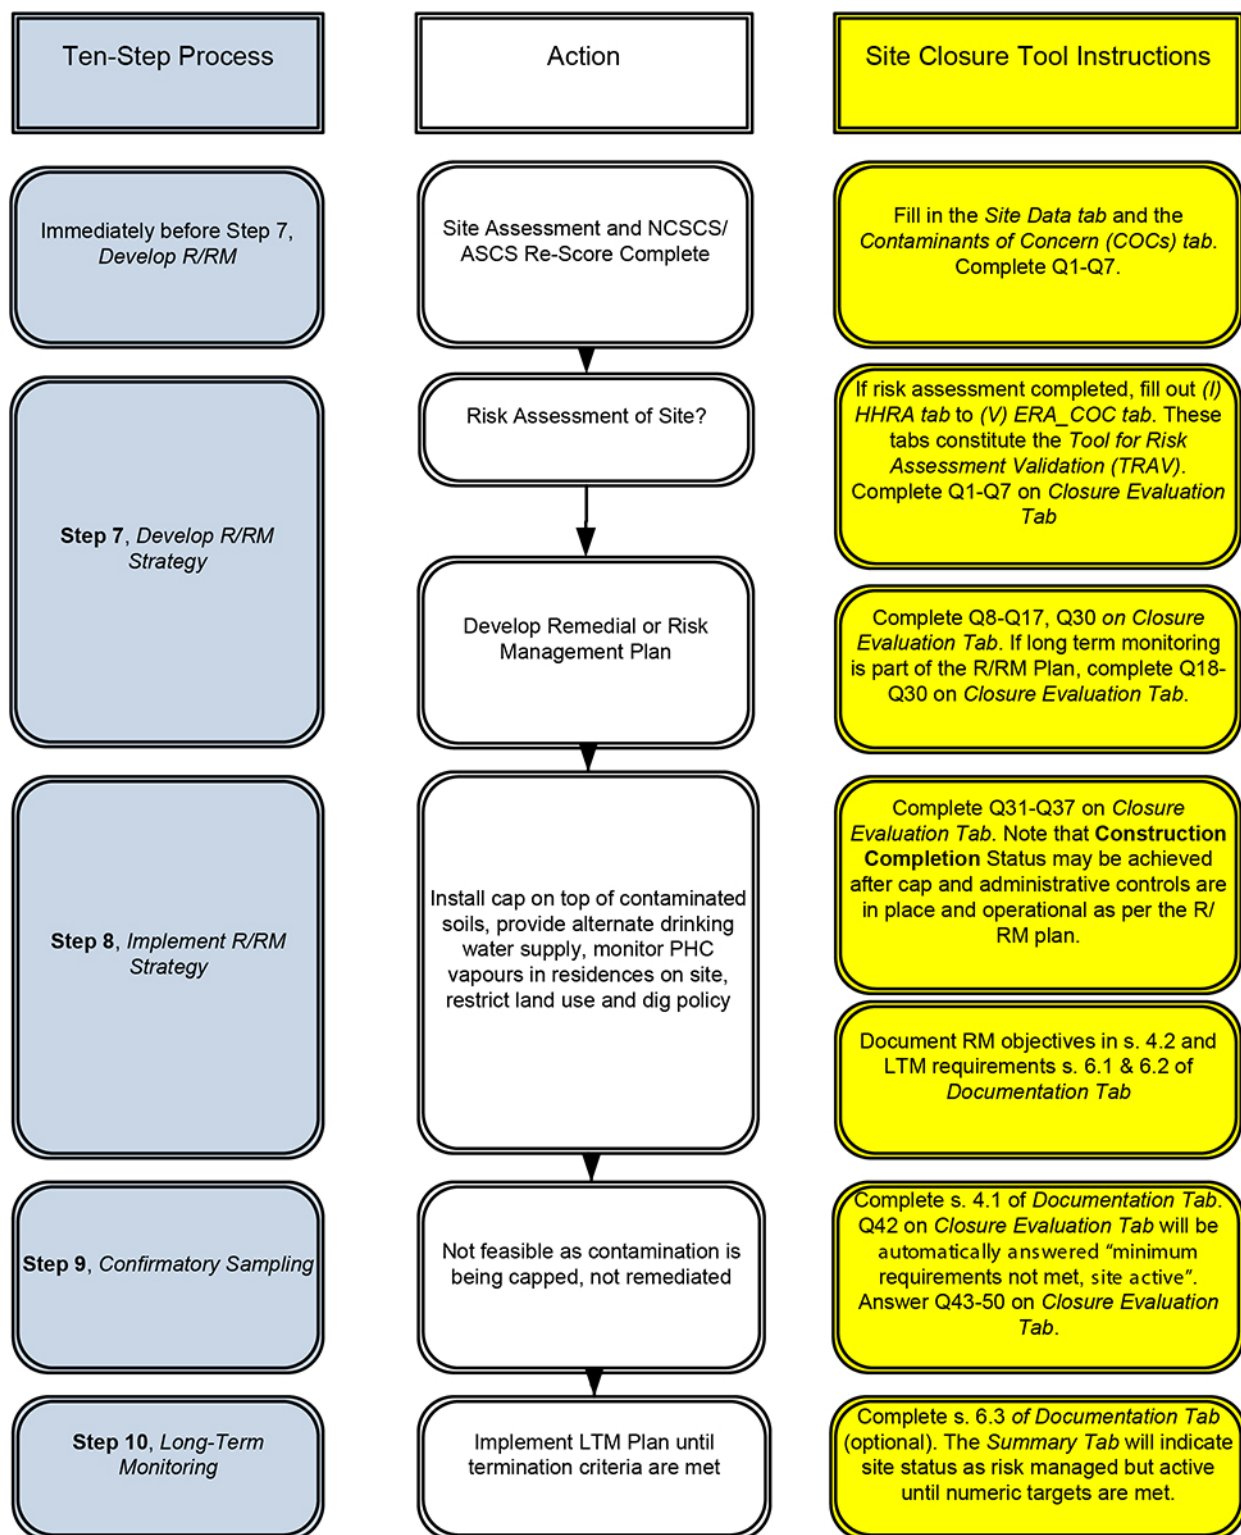 Ten-Step Process
Action
Site Closure Tool Instructions
Immediately before Step 7,
Develop R/RM
Site Assessment and NCSCS/
ASCS Re-Score Complete
Fill in the Site Data tab and the
Contaminants of Concern (COCs) tab.
Complete Q1-Q7.
Step 7, Develop R/RM
Strategy
Risk Assessment of Site?
If risk assessment completed, fill out (I)
HHRA tab to (V) ERA_COC tab. These
tabs constitute the Tool for Risk
Assessment Validation (TRAV).
Complete Q1-Q7 on Closure Evaluation
Tab
Develop Remedial or Risk
Management Plan
Complete Q8-Q17, Q30 on Closure
Evaluation Tab. If long term monitoring
is part of the R/RM Plan, complete Q18-
Q30 on Closure Evaluation Tab.
Step 8, Implement R/RM
Strategy
Install cap on top of contaminated
soils, provide alternate drinking
water supply, monitor PHC
vapours in residences on site,
restrict land use and dig policy
Complete Q31-Q37 on Closure
Evaluation Tab. Note that Construction
Completion Status may be achieved
after cap and administrative controls are
in place and operational as per the R/
RM plan.
Document RM objectives in s. 4.2 and
LTM requirements s. 6.1 & 6.2 of
Documentation Tab
Step 9, Confirmatory Sampling
Not feasible as contamination is
being capped, not remediated
Complete s. 4.1 of Documentation Tab.
Q42 on Closure Evaluation Tab will be
automatically answered “minimum
requirements not met, site active”.
Answer Q43-50 on Closure Evaluation
Tab.
Step 10, Long-Term
Monitoring
Implement LTM Plan until
termination criteria are met
Complete s. 6.3 of Documentation Tab
(optional). The Summary Tab will indicate
site status as risk managed but active
until numeric targets are met.